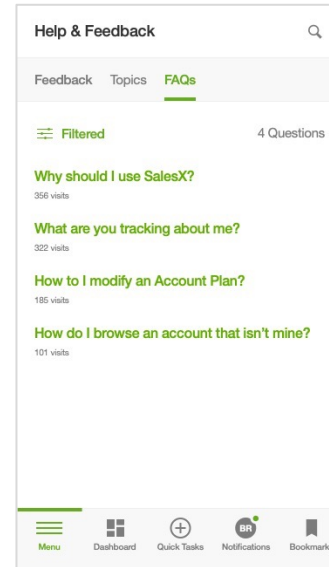 Help & Feedback
Feedback Topics FAQs
Filtered 4 Questions
Why should I use SalesX?
356 visits
What are you tracking about me?
322 visits
How to I modify an Account Plan?
185 visits
How do I browse an account that isn't mine?
101 visits
BR
Menu Dashboard Quick Tasks Notifications Bookmark